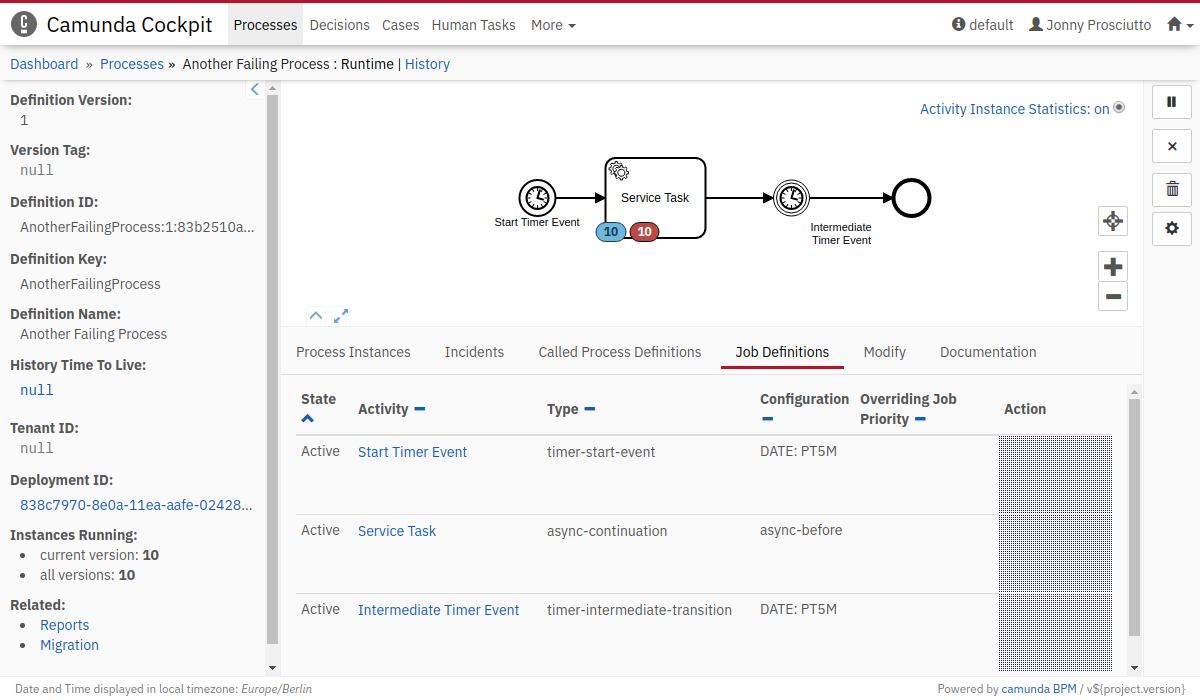 Camunda Cockpit
Processes
Decisions
Cases
Human Tasks
More
default
Jonny Prosciutto
Dashboard » Processes » Another Failing Process : Runtime | History
Definition Version:
1
Version Tag:
null
Definition ID:
AnotherFailingProcess:1:83b2510a...
Definition Key:
AnotherFailingProcess
Definition Name:
Another Failing Process
History Time To Live:
null
Tenant ID:
null
Deployment ID:
838c7970-8e0a-11ea-aafe-02428...
Instances Running:
current version: 10
all versions: 10
Related:
Reports
Migration
Activity Instance Statistics: on
Start Timer Event
Service Task
10
10
Intermediate
Timer Event
Process Instances
Incidents
Called Process Definitions
Job Definitions
Modify
Documentation
State
Activity
Type
Configuration
Overriding Job
Priority
Action
Active
Start Timer Event
timer-start-event
DATE: PT5M
Active
Service Task
async-continuation
async-before
Active
Intermediate Timer Event
timer-intermediate-transition
DATE: PT5M
Date and Time displayed in local timezone: Europe/Berlin
Powered by camunda BPM / v${project.version}